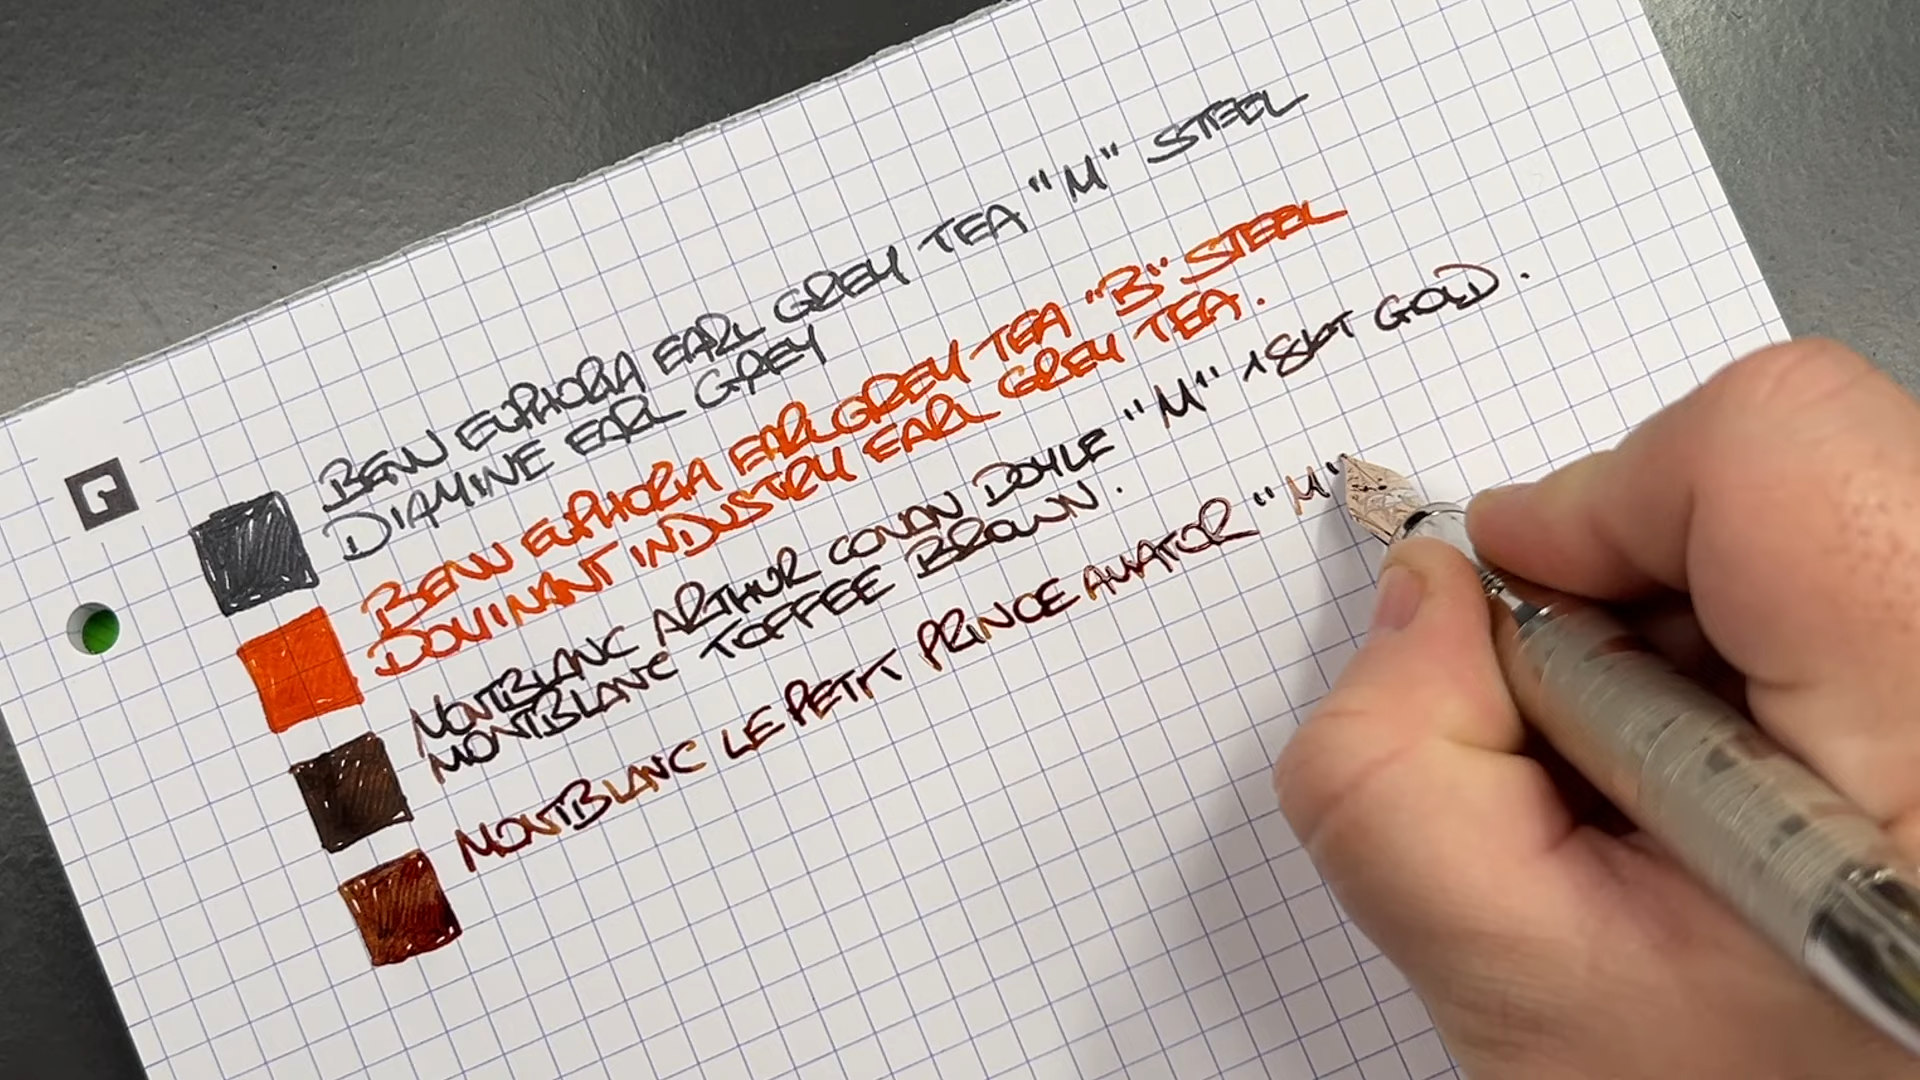 BENU EUPHORIA EARL GREY TEA "M" STEEL
DIAMINE EARL GREY
BENU EUPHORIA EARL GREY TEA "B" STEEL
DOMINANT INDUSTRY EARL GREY TEA.
MONTBLANC ARTHUR CONAN DOYLE "M" 18kt GOLD.
MONTBLANC TOFFEE BROWN.
MONTBLANC LE PETIT PRINCE AVIATOR "M"